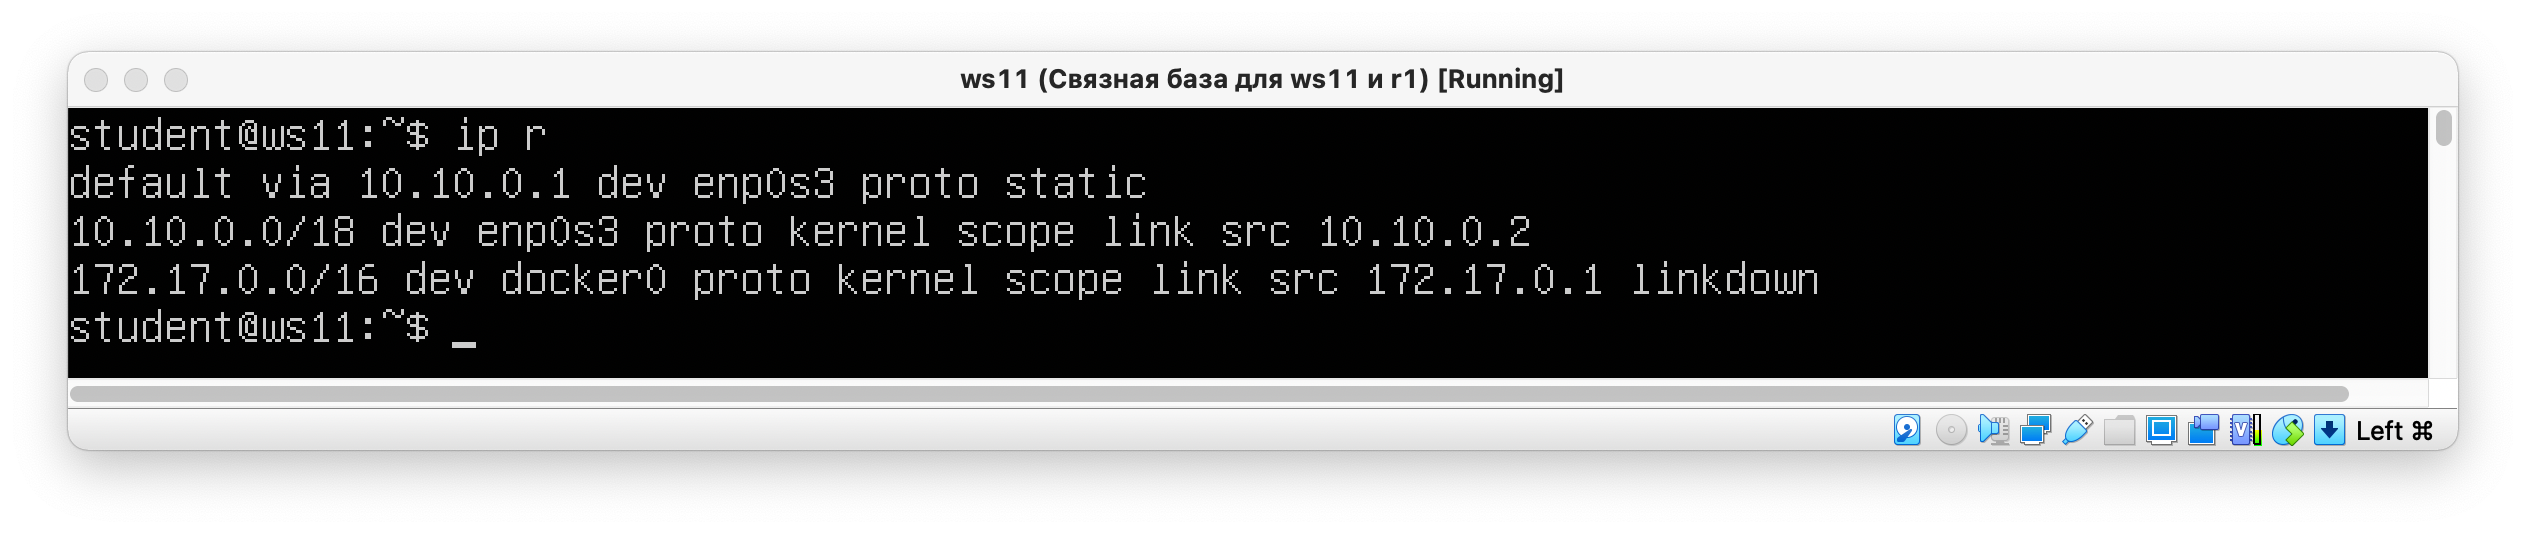 ws11 (Связная база для ws11 и r1) [Running]
student@ws11:~$ ip r
default via 10.10.0.1 dev enp0s3 proto static
10.10.0.0/18 dev enp0s3 proto kernel scope link src 10.10.0.2
172.17.0.0/16 dev docker0 proto kernel scope link src 172.17.0.1 linkdown
student@ws11:~$ _
Left ⌘